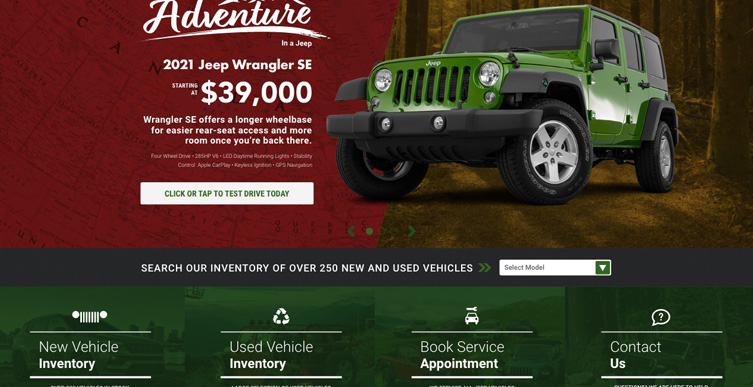 Adventure
In a Jeep
2021 Jeep Wrangler SE
STARTING
AT $39,000
Wrangler SE offers a longer wheelbase
for easier rear-seat access and more
room once you're back there.
Four Wheel Drive • 285HP V6 • LED Daytime Running Lights • Stability
Control Apple CarPlay • Keyless Ignition • GPS Navigation
CLICK OR TAP TO TEST DRIVE TODAY
Jeep
SEARCH OUR INVENTORY OF OVER 250 NEW AND USED VEHICLES
Select Model
New Vehicle
Inventory
Used Vehicle
Inventory
Book Service
Appointment
Contact
Us